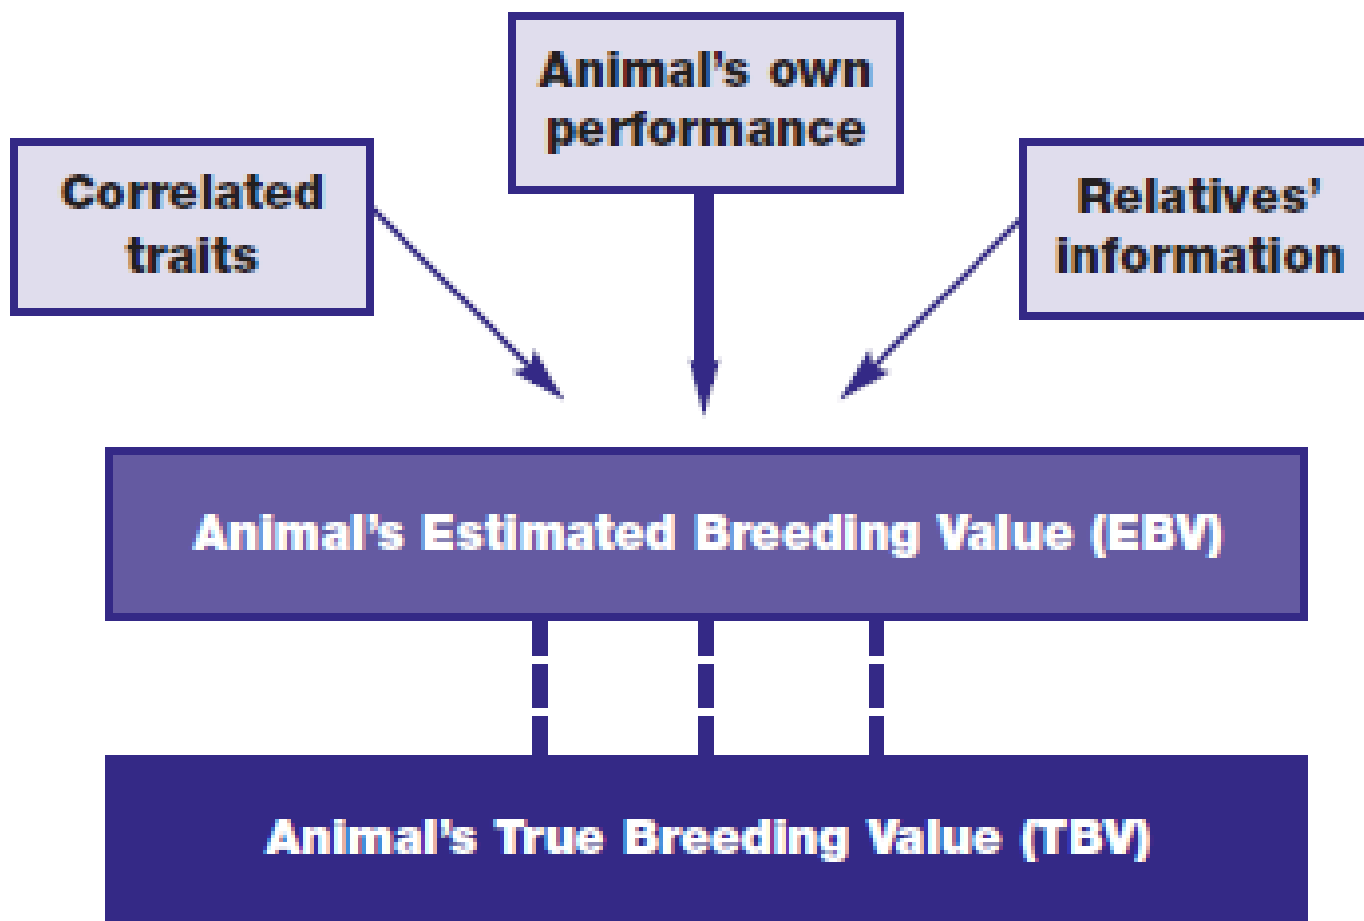 Animal’s own
performance
Correlated
traits
Relatives’
information
Animal’s Estimated Breeding Value (EBV)
Animal’s True Breeding Value (TBV)